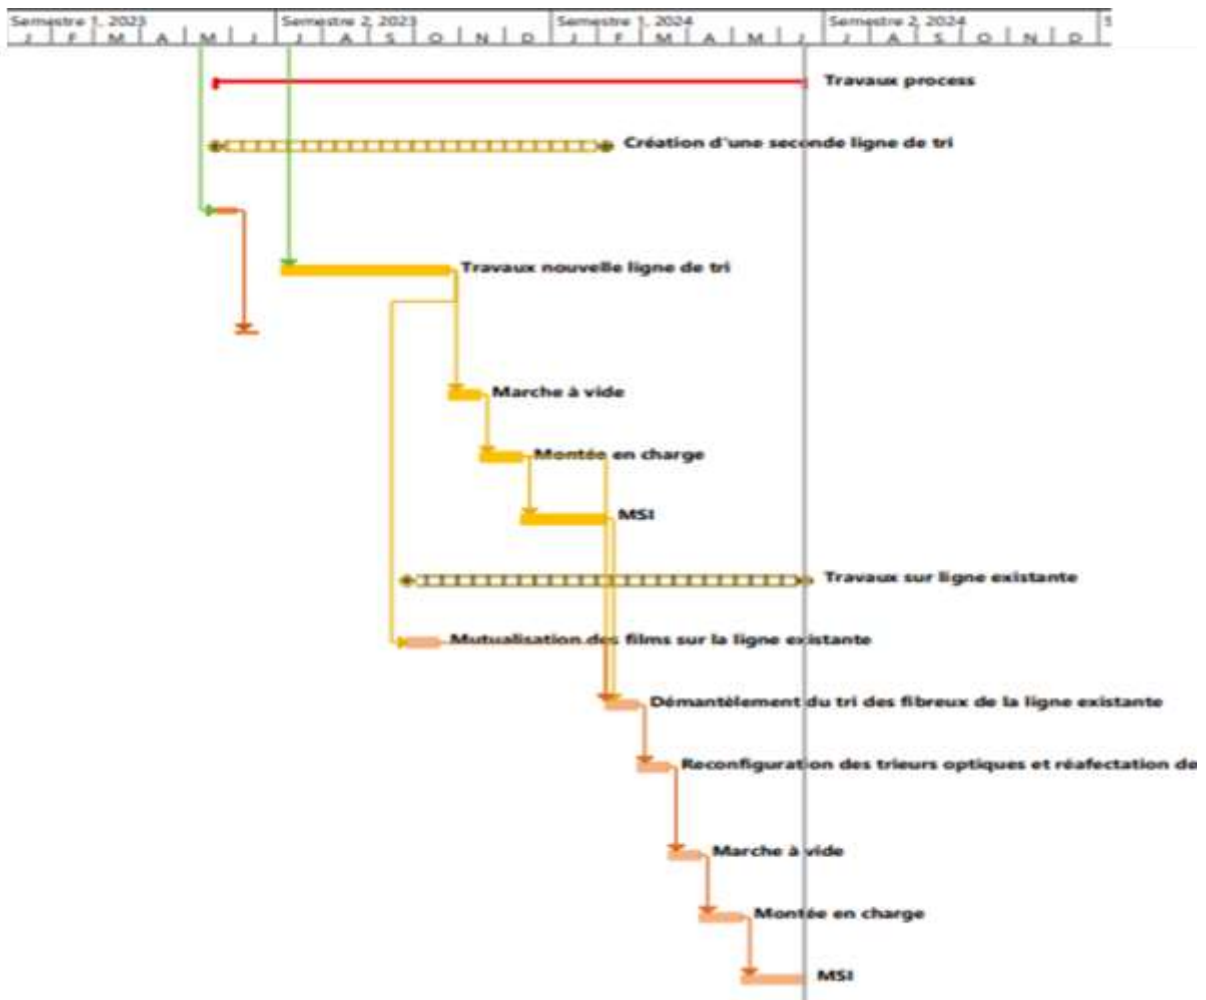 Semestre 1, 2023 Semestre 2, 2023 Semestre 1, 2024 Semestre 2, 2024 S
J F M A M J J A S O N D J F M A M J J A S O N D
Travaux process
Création d'une seconde ligne de tri
Travaux nouvelle ligne de tri
Marche à vide
Montée en charge
MSI
Travaux sur ligne existante
Mutualisation des films sur la ligne existante
Démantèlement du tri des fibreux de la ligne existante
Reconfiguration des trieurs optiques et réafectation de
Marche à vide
Montée en charge
MSI